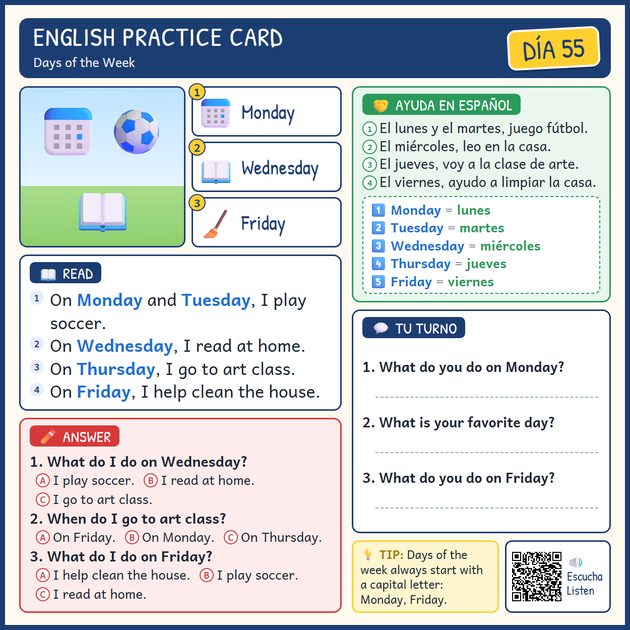 ENGLISH PRACTICE CARD
Days of the Week
DÍA 55
1
Monday
2
Wednesday
3
Friday
READ
1 On Monday and Tuesday, I play
soccer.
2 On Wednesday, I read at home.
3 On Thursday, I go to art class.
4 On Friday, I help clean the house.
ANSWER
1. What do I do on Wednesday?
A I play soccer. B I read at home.
C I go to art class.
2. When do I go to art class?
A On Friday. B On Monday. C On Thursday.
3. What do I do on Friday?
A I help clean the house. B I play soccer.
C I read at home.
AYUDA EN ESPAÑOL
1 El lunes y el martes, juego fútbol.
2 El miércoles, leo en la casa.
3 El jueves, voy a la clase de arte.
4 El viernes, ayudo a limpiar la casa.
1 Monday = lunes
2 Tuesday = martes
3 Wednesday = miércoles
4 Thursday = jueves
5 Friday = viernes
TU TURNO
1. What do you do on Monday?
2. What is your favorite day?
3. What do you do on Friday?
TIP: Days of the
week always start with
a capital letter:
Monday, Friday.
Escucha
Listen